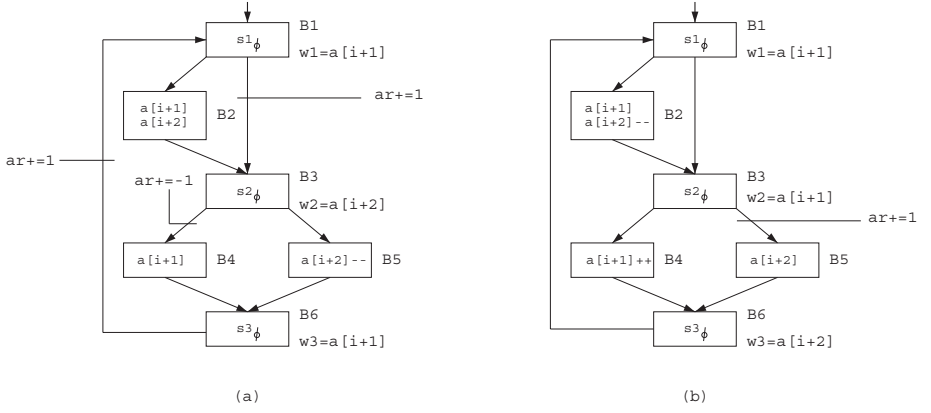 B1
s1ϕ
w1=a[i+1]
ar+=1
a[i+1]
a[i+2]
B2
ar+=1
ar+=-1
B3
s2ϕ
w2=a[i+2]
a[i+1]
B4
a[i+2]--
B5
B6
s3ϕ
w3=a[i+1]
(a)
B1
s1ϕ
w1=a[i+1]
a[i+1]
a[i+2]--
B2
B3
s2ϕ
w2=a[i+1]
ar+=1
a[i+1]++
B4
a[i+2]
B5
B6
s3ϕ
w3=a[i+2]
(b)